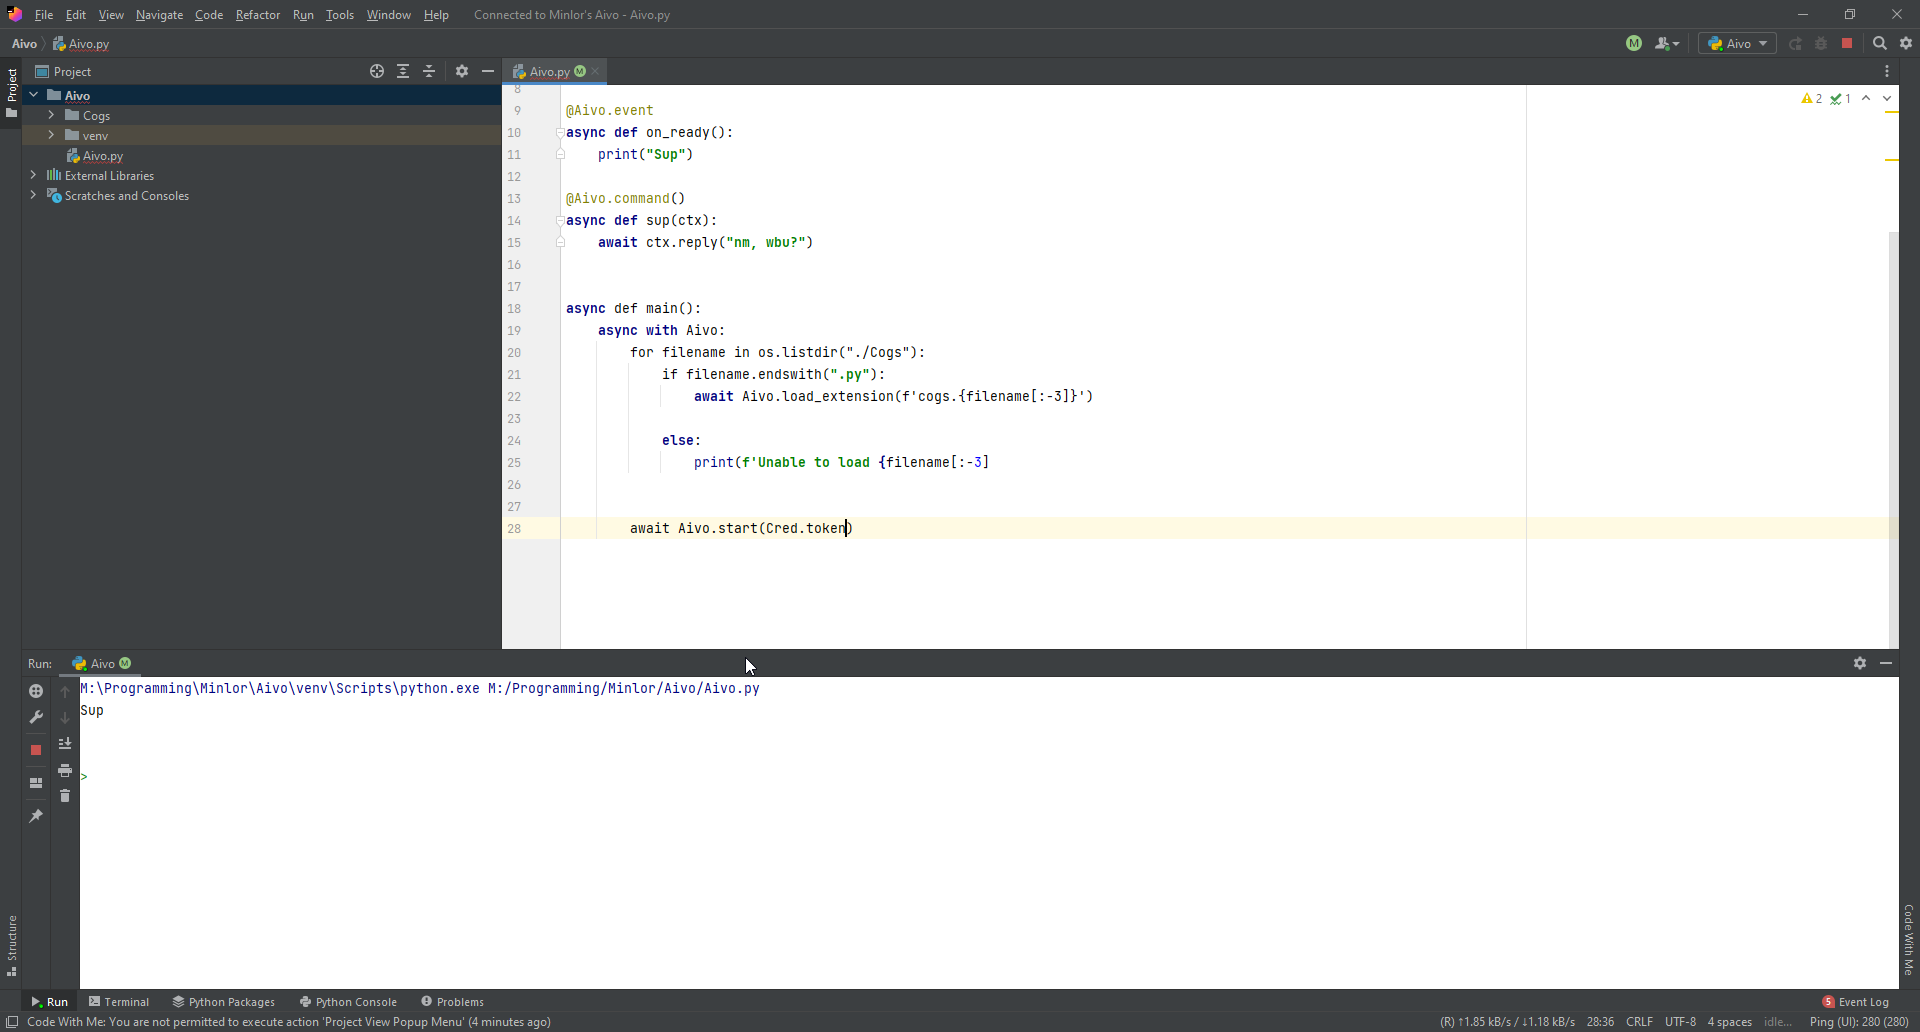 File Edit View Navigate Code Refactor Run Tools Window Help Connected to Minlor's Aivo - Aivo.py
Aivo Aivo.py M Aivo
Project Aivo.py M
Project
Aivo
Cogs
venv
Aivo.py
External Libraries
Scratches and Consoles
2 1
8
9 @Aivo.event
10 async def on_ready():
11 print("Sup")
12
13 @Aivo.command()
14 async def sup(ctx):
15 await ctx.reply("nm, wbu?")
16
17
18 async def main():
19 async with Aivo:
20 for filename in os.listdir("./Cogs"):
21 if filename.endswith(".py"):
22 await Aivo.load_extension(f'cogs.{filename[:-3]}')
23
24 else:
25 print(f'Unable to load {filename[:-3]
26
27
28 await Aivo.start(Cred.token)
Run: Aivo M
M:\Programming\Minlor\Aivo\venv\Scripts\python.exe M:/Programming/Minlor/Aivo/Aivo.py
Sup
>
Structure
Code With Me
Run Terminal Python Packages Python Console Problems 5 Event Log
Code With Me: You are not permitted to execute action 'Project View Popup Menu' (4 minutes ago) (R) ↑1.85 kB/s / ↓1.18 kB/s 28:36 CRLF UTF-8 4 spaces idle... Ping (UI): 280 (280)